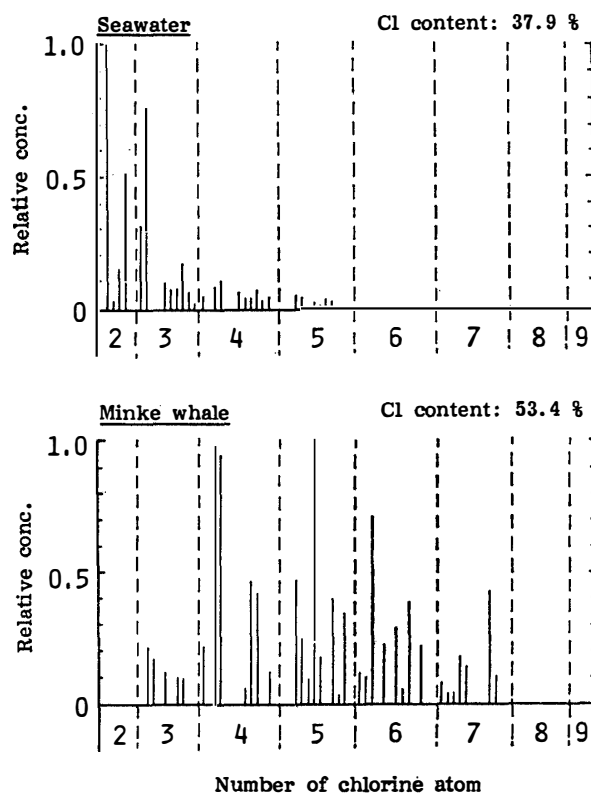 Seawater Cl content: 37.9 %
1.0
Relative conc.
0.5
0
2 3 4 5 6 7 8 9
Minke whale Cl content: 53.4 %
1.0
Relative conc.
0.5
0
2 3 4 5 6 7 8 9
Number of chlorine atom